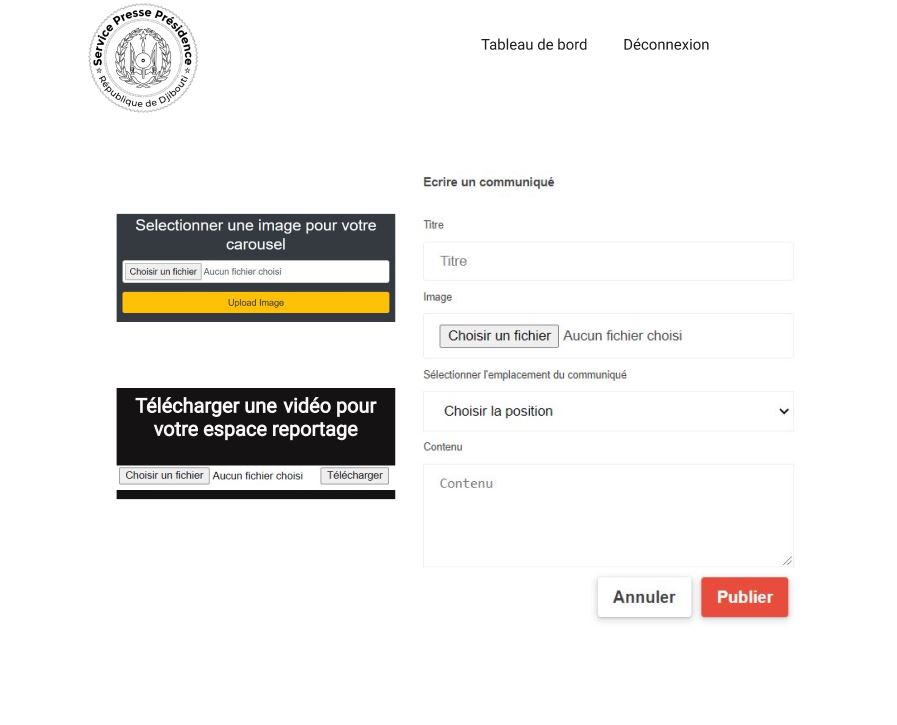 Service Presse Présidence
République de Djibouti
Tableau de bord Déconnexion
Ecrire un communiqué
Selectionner une image pour votre
carousel
Choisir un fichier Aucun fichier choisi
Upload Image
Télécharger une vidéo pour
votre espace reportage
Choisir un fichier Aucun fichier choisi Télécharger
Titre
Titre
Image
Choisir un fichier Aucun fichier choisi
Sélectionner l'emplacement du communiqué
Choisir la position
Contenu
Contenu
Annuler Publier